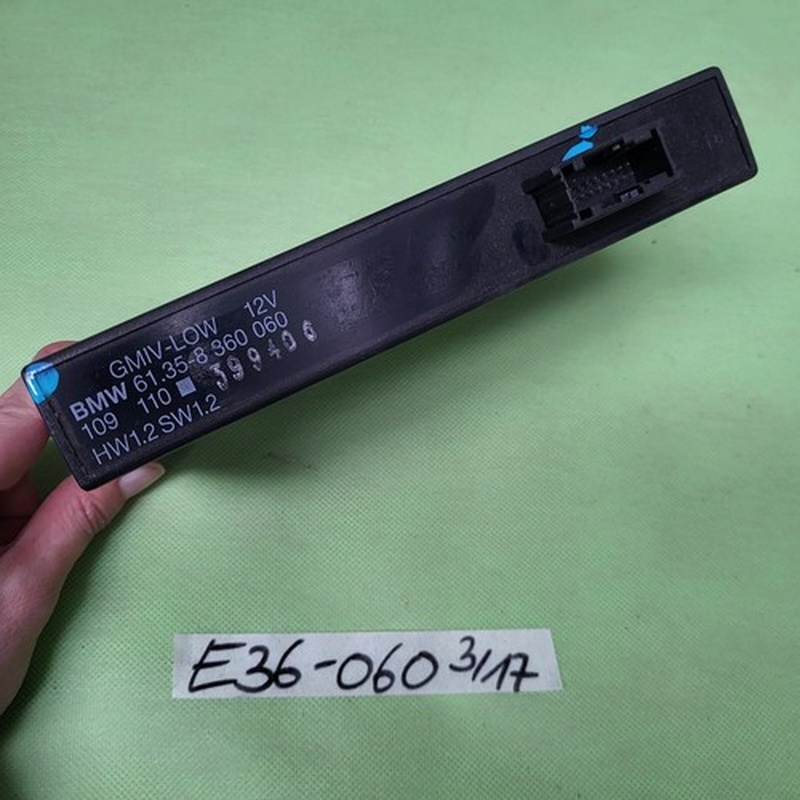 GMIV-LOW 12V
BMW 61.35-8 360 060
109 110 399406
HW1.2 SW1.2
E36-060 3/17